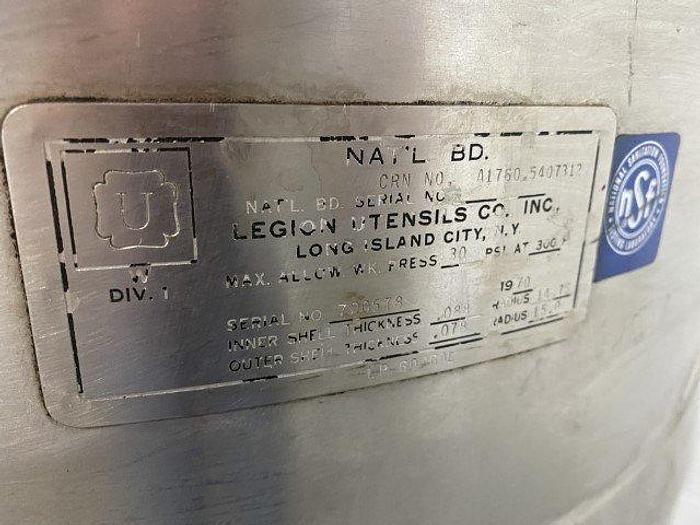 NAT'L BD.
CRN NO. A1760.5407312
NAT'L. BD. SERIAL NO.
LEGION UTENSILS CO. INC.
LONG ISLAND CITY, N.Y.
MAX. ALLOW WK. PRESS 30 PSI AT 300 F
U
W
DIV. 1
1970
SERIAL NO.
INNER SHELL THICKNESS .089 RADIUS
OUTER SHELL THICKNESS .078 RADIUS
NATIONAL SANITATION FOUNDATION
nsf